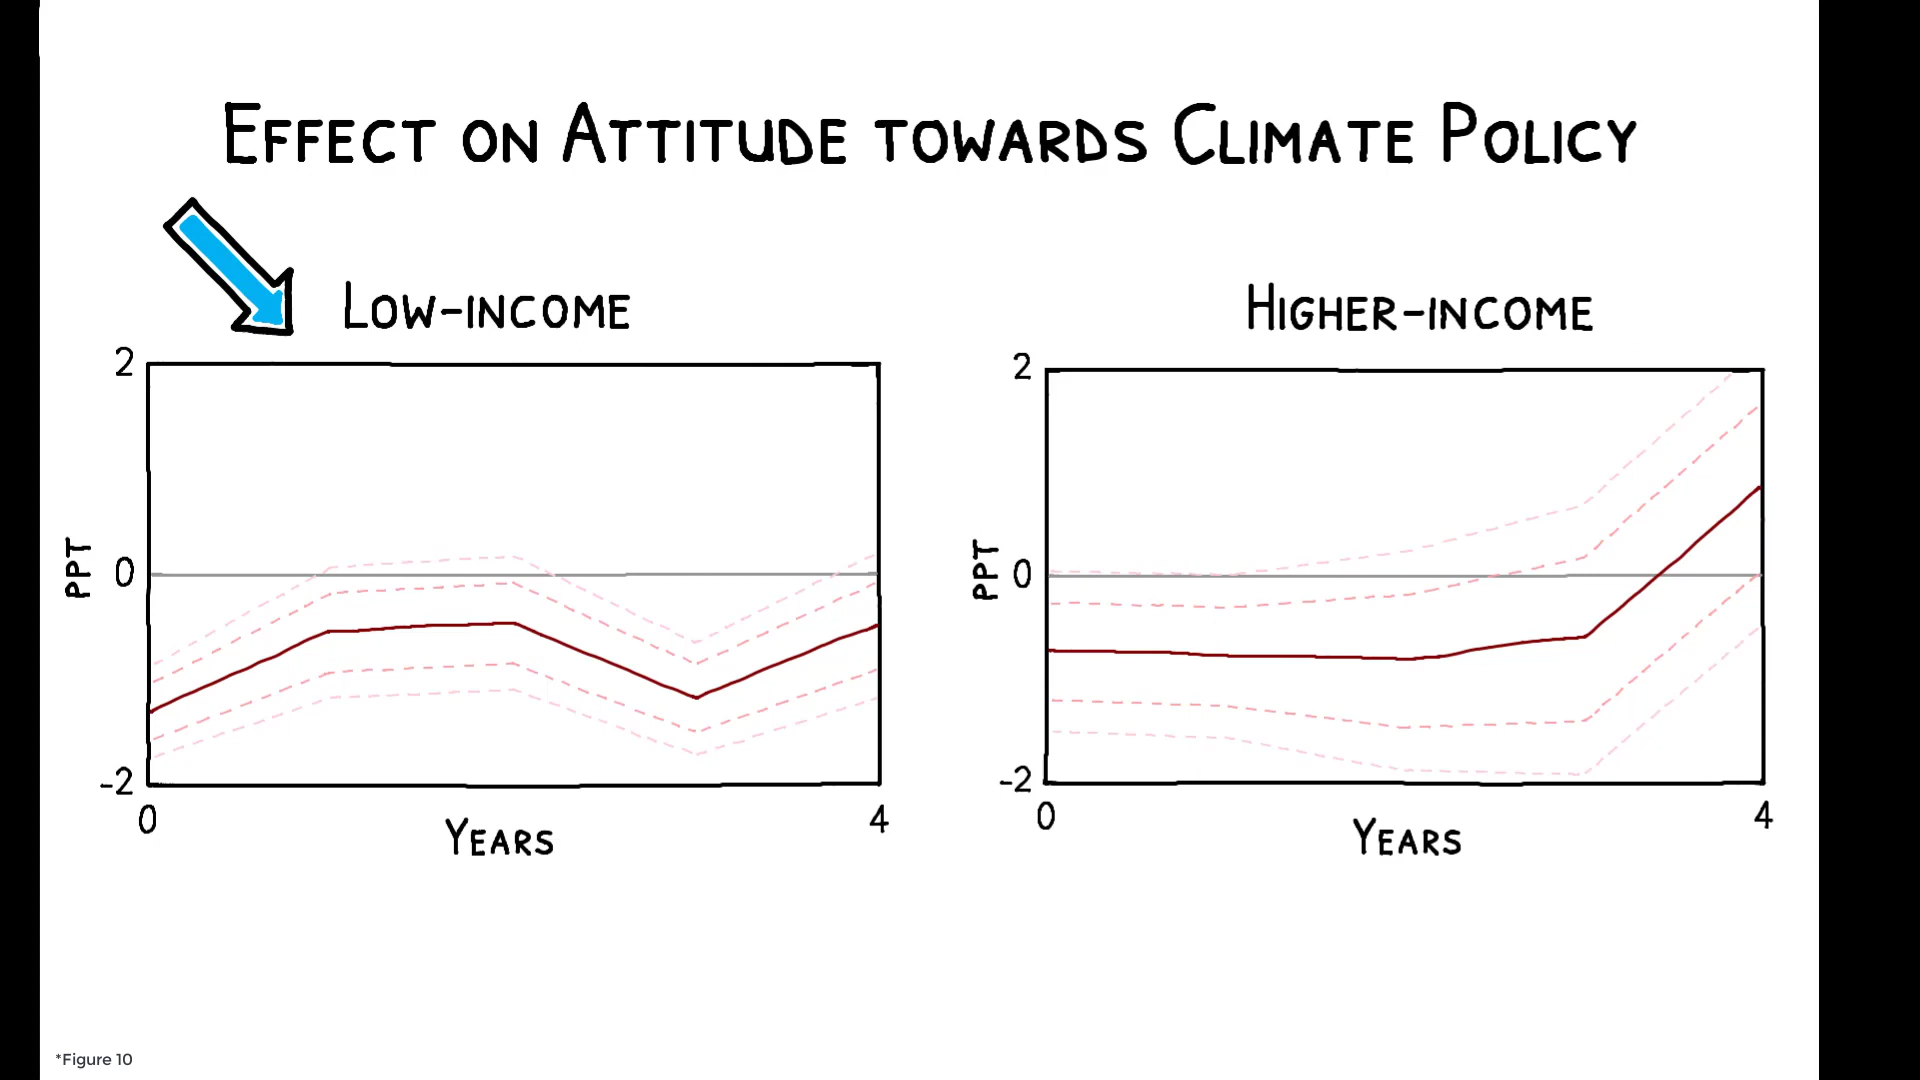 Effect on Attitude towards Climate Policy
Low-income
2
0
-2
PPT
0
4
Years
Higher-income
2
0
-2
PPT
0
4
Years
*Figure 10